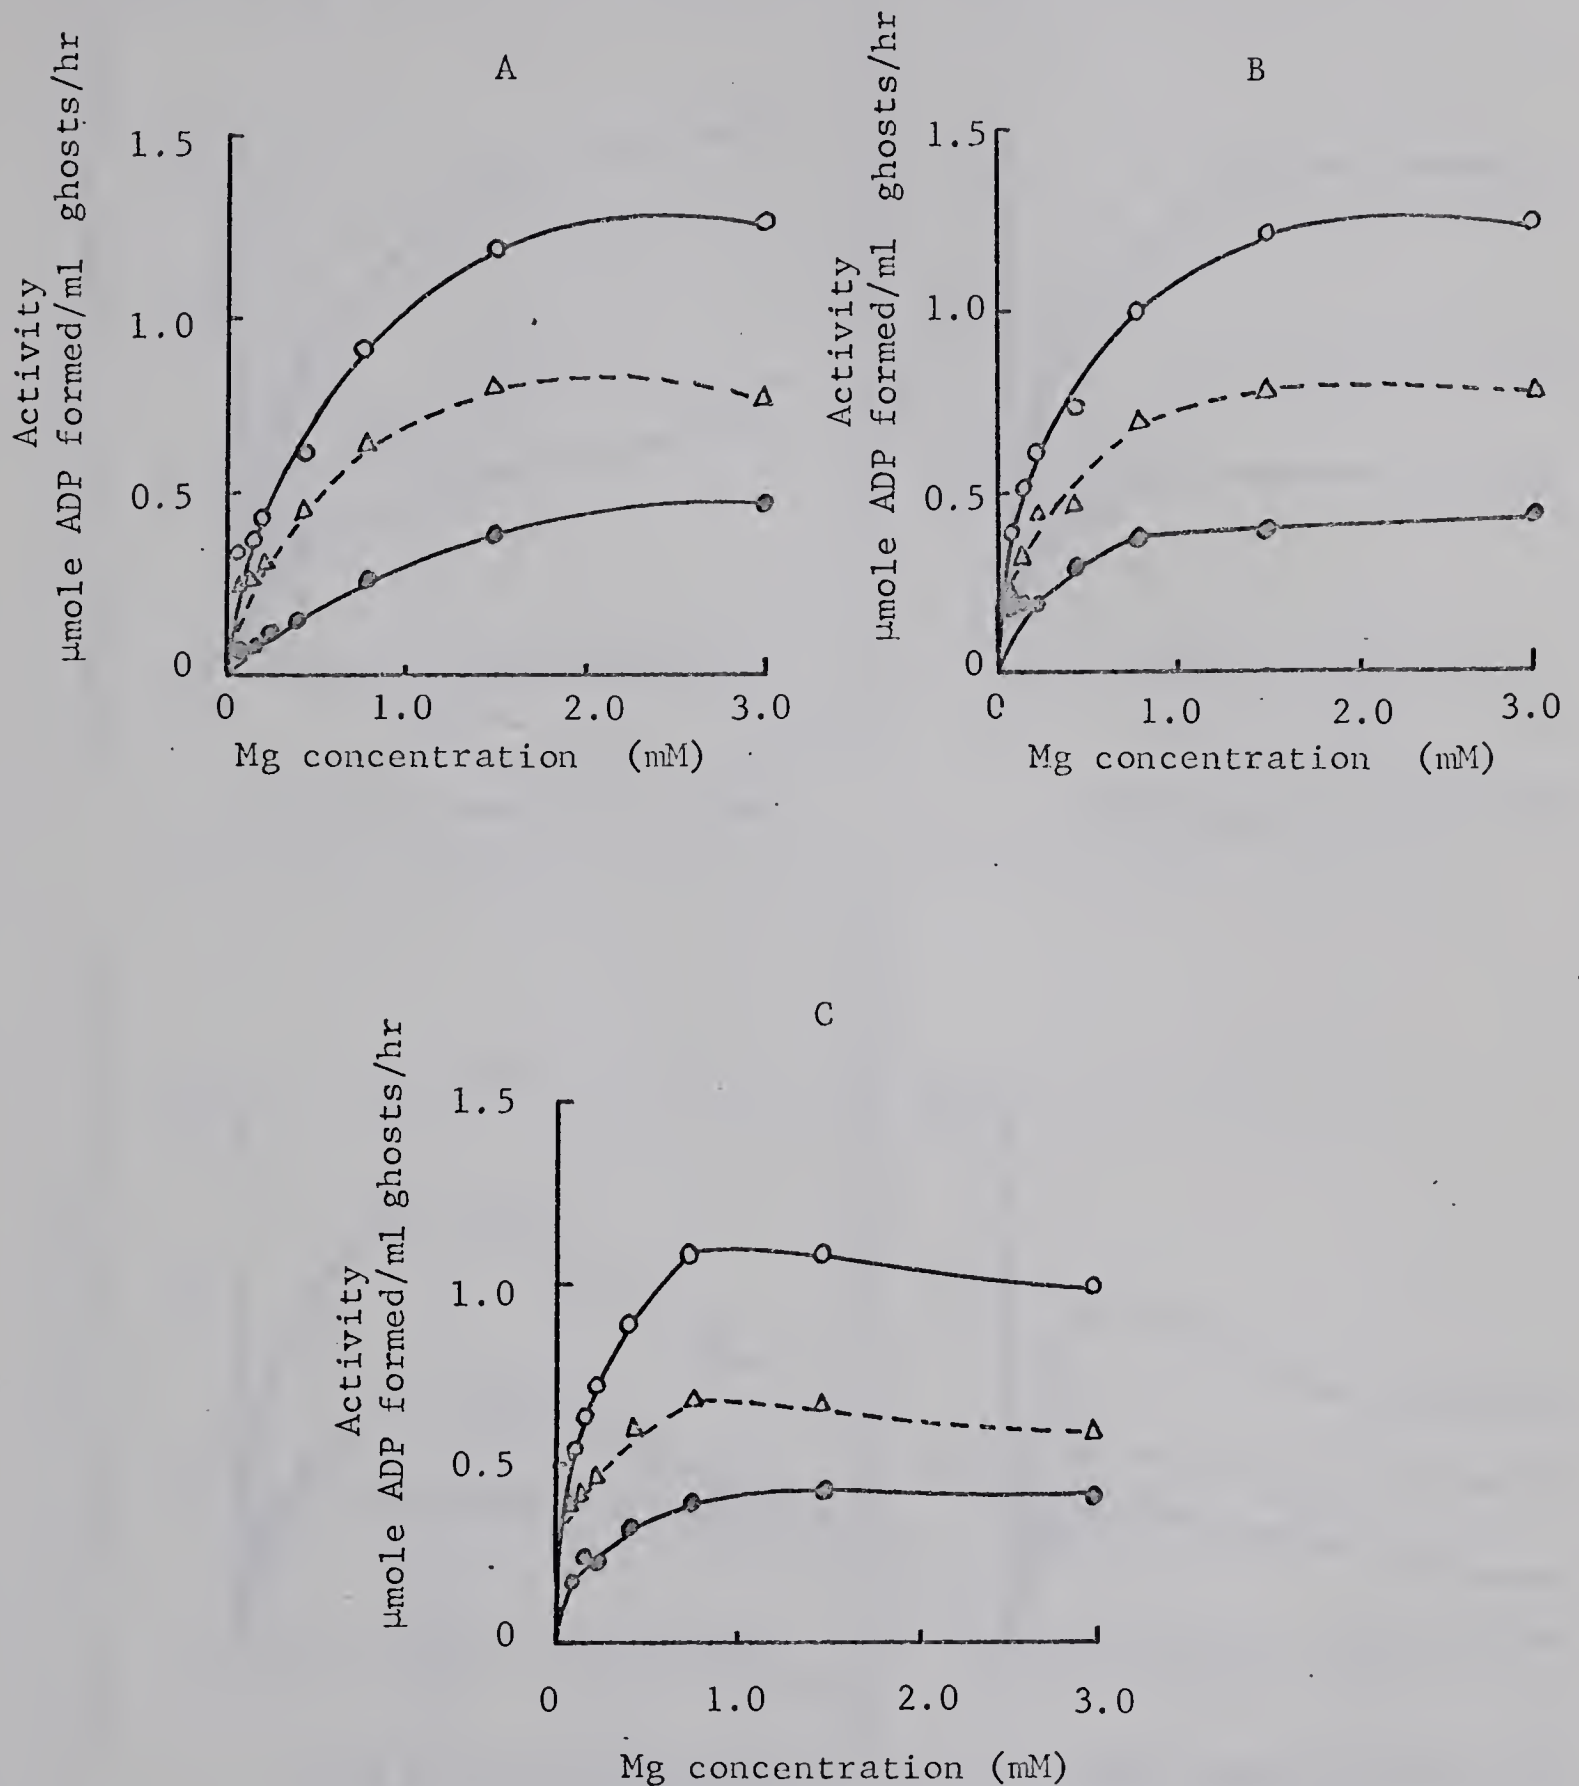 A
Activity
μmole ADP formed/ml ghosts/hr
1.5
1.0
0.5
0
0 1.0 2.0 3.0
Mg concentration (mM)
B
Activity
μmole ADP formed/ml ghosts/hr
1.5
1.0
0.5
0
0 1.0 2.0 3.0
Mg concentration (mM)
C
Activity
μmole ADP formed/ml ghosts/hr
1.5
1.0
0.5
0
0 1.0 2.0 3.0
Mg concentration (mM)